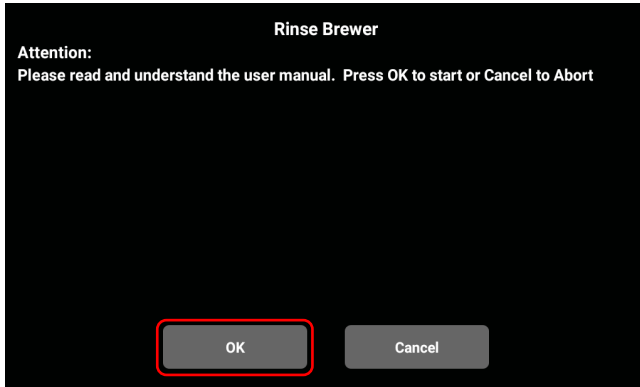 Rinse Brewer
Attention:
Please read and understand the user manual.  Press OK to start or Cancel to Abort
OK
Cancel